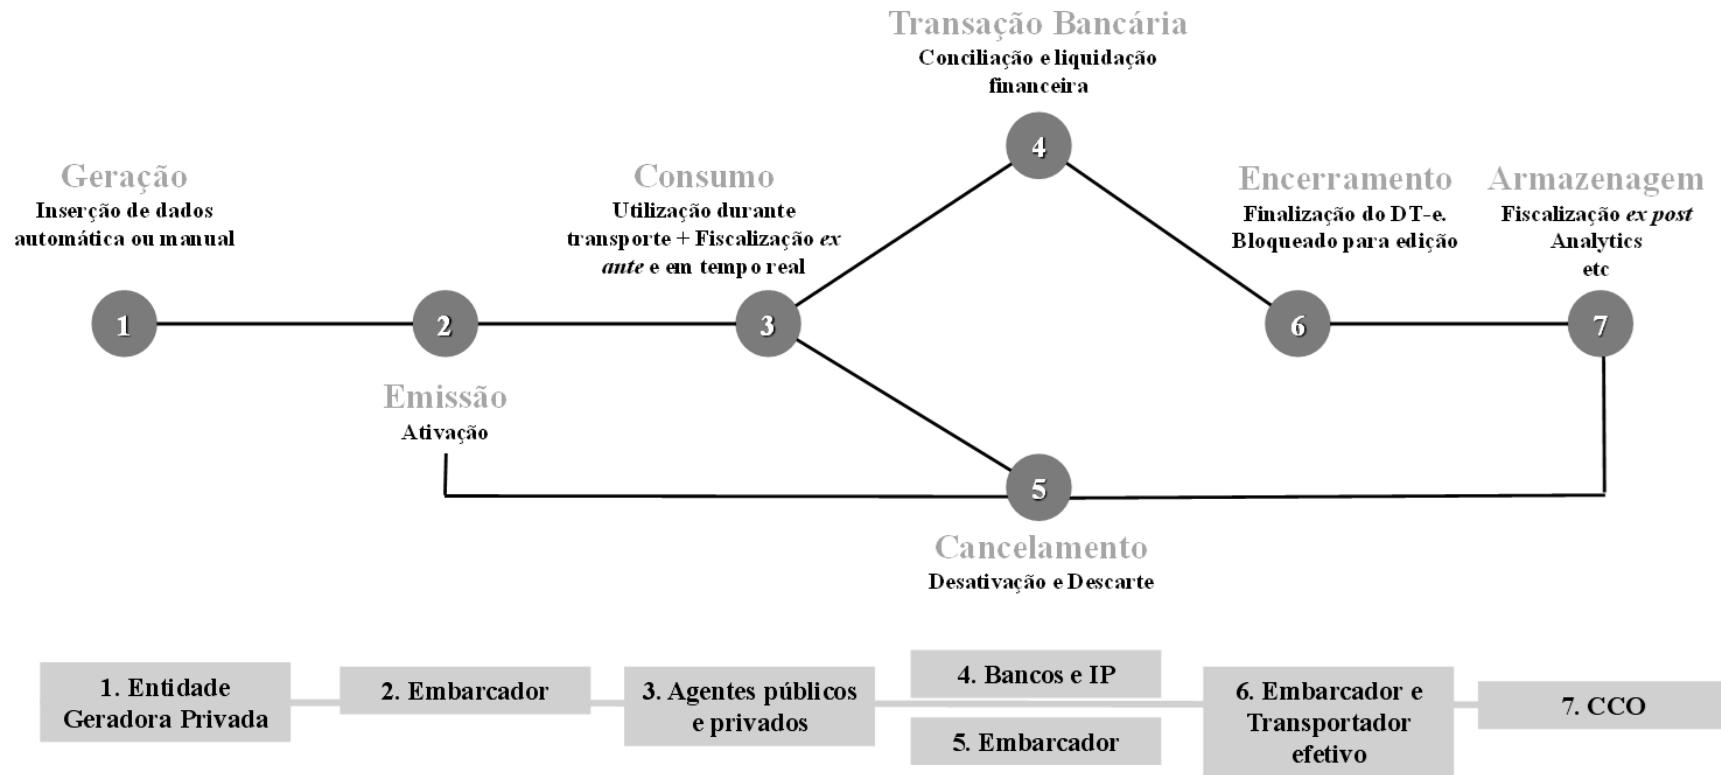 Transação Bancária
Conciliação e liquidação
financeira
4
Geração
Inserção de dados
automática ou manual
Consumo
Utilização durante
transporte + Fiscalização ex
ante e em tempo real
Encerramento
Finalização do DT-e.
Bloqueado para edição
Armazenagem
Fiscalização ex post
Analytics
etc
1
2
3
6
7
Emissão
Ativação
5
Cancelamento
Desativação e Descarte
1. Entidade
Geradora Privada
2. Embarcador
3. Agentes públicos
e privados
4. Bancos e IP
5. Embarcador
6. Embarcador e
Transportador
efetivo
7. CCO